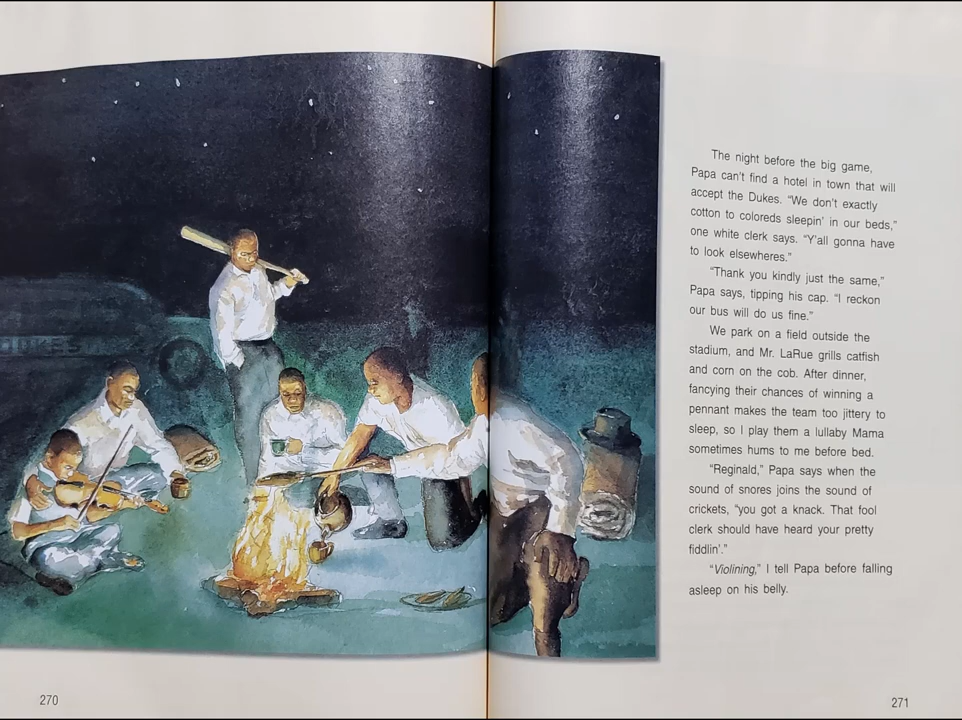 The night before the big game,
Papa can't find a hotel in town that will
accept the Dukes. “We don't exactly
cotton to coloreds sleepin' in our beds,”
one white clerk says. “Y'all gonna have
to look elsewheres.”
“Thank you kindly just the same,”
Papa says, tipping his cap. “I reckon
our bus will do us fine.”
We park on a field outside the
stadium, and Mr. LaRue grills catfish
and corn on the cob. After dinner,
fancying their chances of winning a
pennant makes the team too jittery to
sleep, so I play them a lullaby Mama
sometimes hums to me before bed.
“Reginald,” Papa says when the
sound of snores joins the sound of
crickets, “you got a knack. That fool
clerk should have heard your pretty
fiddlin'.”
“Violining,” I tell Papa before falling
asleep on his belly.
270
271